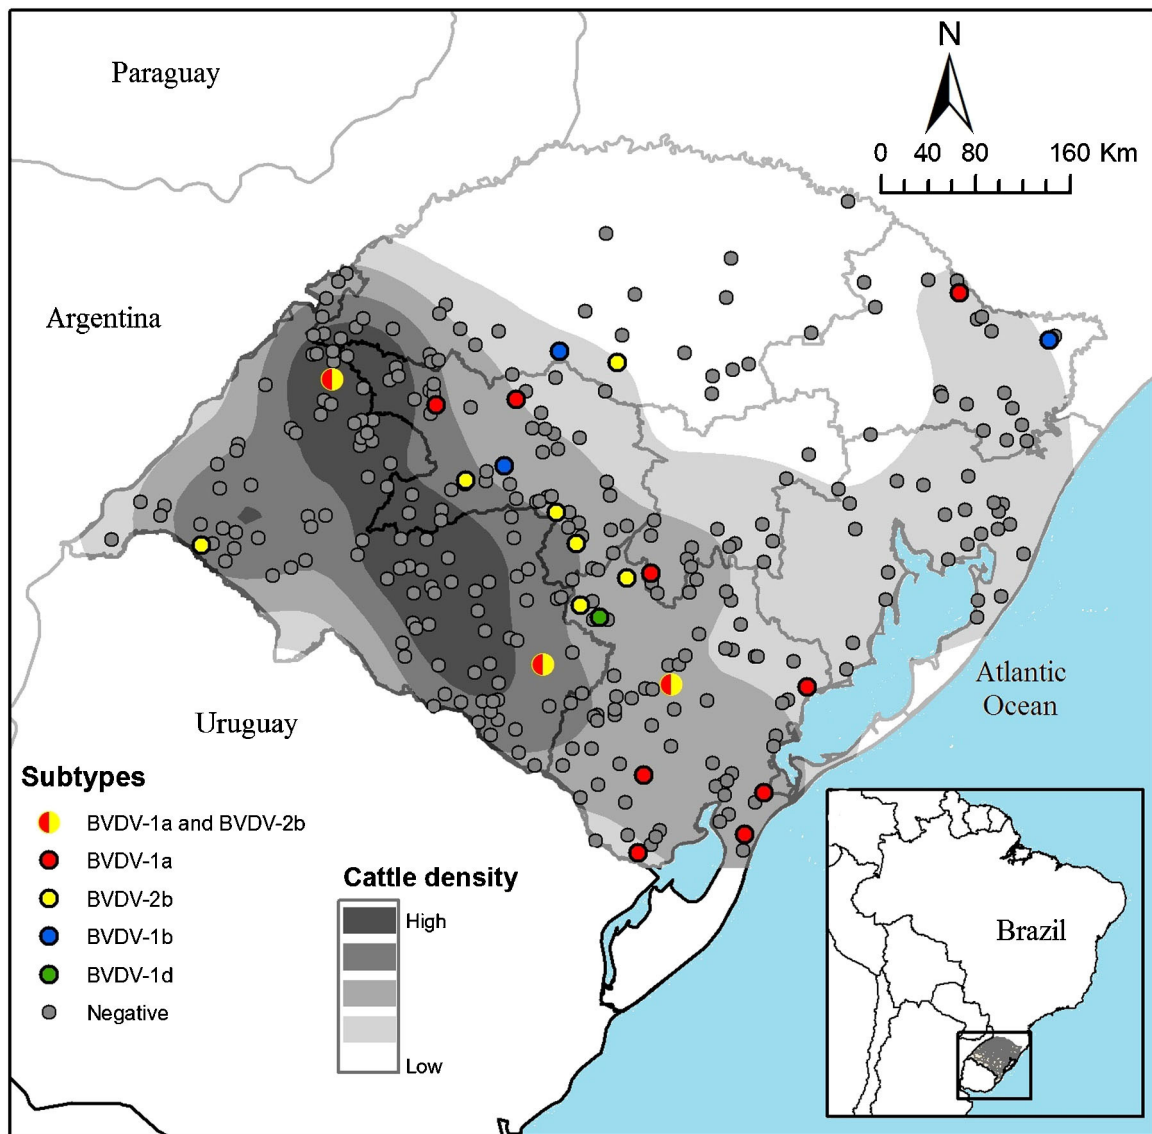 Paraguay
N
0 40 80 160 Km
Argentina
Atlantic
Ocean
Uruguay
Subtypes
BVDV-1a and BVDV-2b
BVDV-1a
BVDV-2b
BVDV-1b
BVDV-1d
Negative
Cattle density
High
Low
Brazil